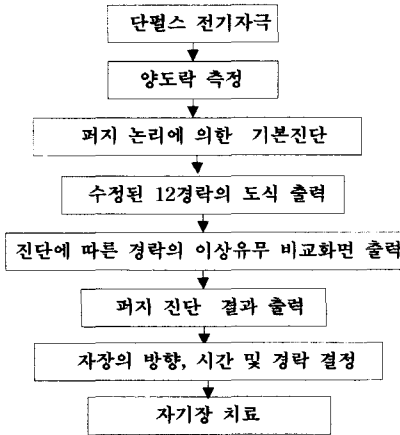 단펄스 전기자극
양도락 측정
퍼지 논리에 의한 기본진단
수정된 12경락의 도식 출력
진단에 따른 경락의 이상유무 비교화면 출력
퍼지 진단 결과 출력
자장의 방향, 시간 및 경락 결정
자기장 치료